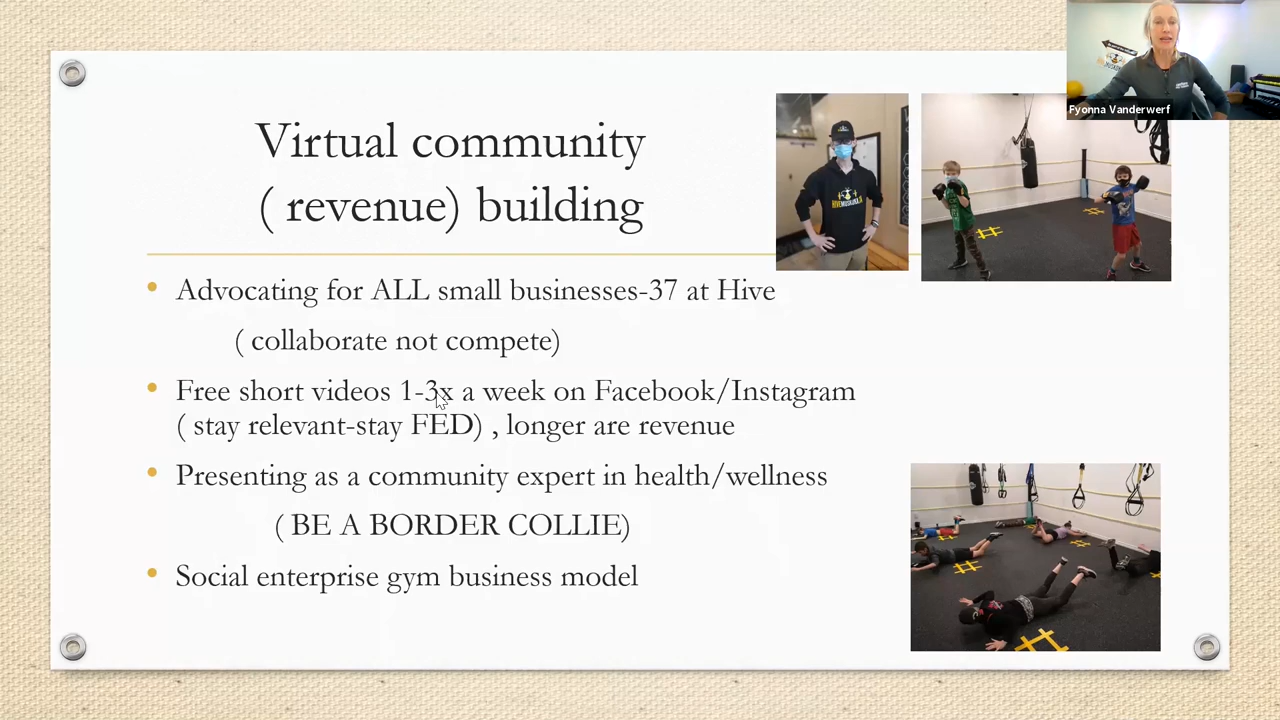 Virtual community
( revenue) building
Fyonna Vanderwerf
• Advocating for ALL small businesses-37 at Hive
( collaborate not compete)
• Free short videos 1-3x a week on Facebook/Instagram
( stay relevant-stay FED) , longer are revenue
• Presenting as a community expert in health/wellness
( BE A BORDER COLLIE)
• Social enterprise gym business model